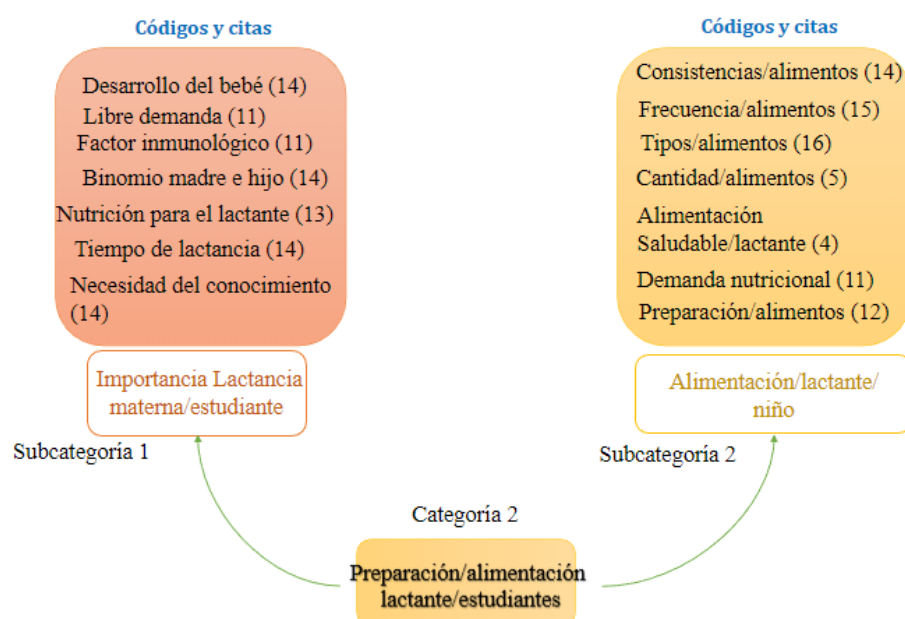 Códigos y citas
Desarrollo del bebé (14)
Libre demanda (11)
Factor inmunológico (11)
Binomio madre e hijo (14)
Nutrición para el lactante (13)
Tiempo de lactancia (14)
Necesidad del conocimiento
(14)
Importancia Lactancia
materna/estudiante
Subcategoría 1
Códigos y citas
Consistencias/alimentos (14)
Frecuencia/alimentos (15)
Tipos/alimentos (16)
Cantidad/alimentos (5)
Alimentación
Saludable/lactante (4)
Demanda nutricional (11)
Preparación/alimentos (12)
Alimentación/lactante/
niño
Subcategoría 2
Categoría 2
Preparación/alimentación
lactante/estudiantes